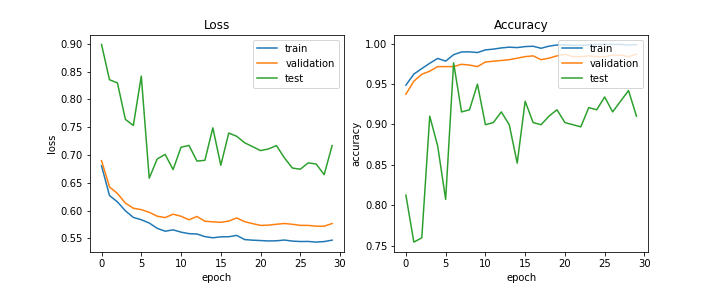 Loss
0.90
0.85
0.80
0.75
0.70
0.65
0.60
0.55
loss
0 5 10 15 20 25 30
epoch
train
validation
test
Accuracy
1.00
0.95
0.90
0.85
0.80
0.75
accuracy
0 5 10 15 20 25 30
epoch
train
validation
test